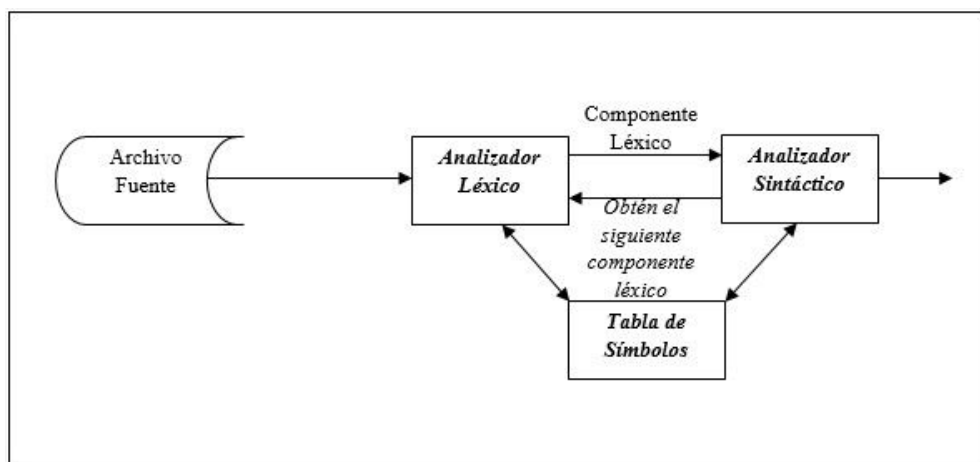 Archivo
Fuente
Analizador
Léxico
Componente
Léxico
Analizador
Sintáctico
Obtén el
siguiente
componente
léxico
Tabla de
Símbolos